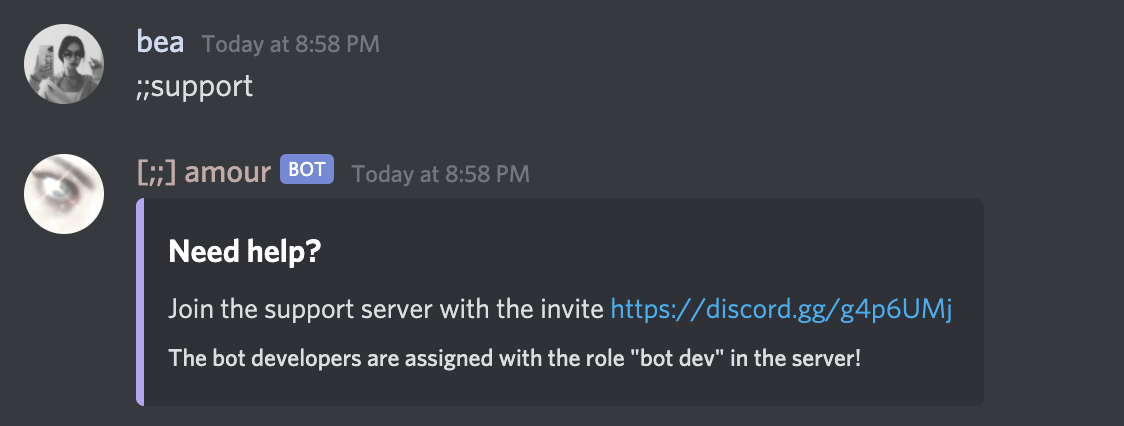 bea Today at 8:58 PM
;;support
[;;] amour BOT Today at 8:58 PM
Need help?
Join the support server with the invite https://discord.gg/g4p6UMj
The bot developers are assigned with the role "bot dev" in the server!